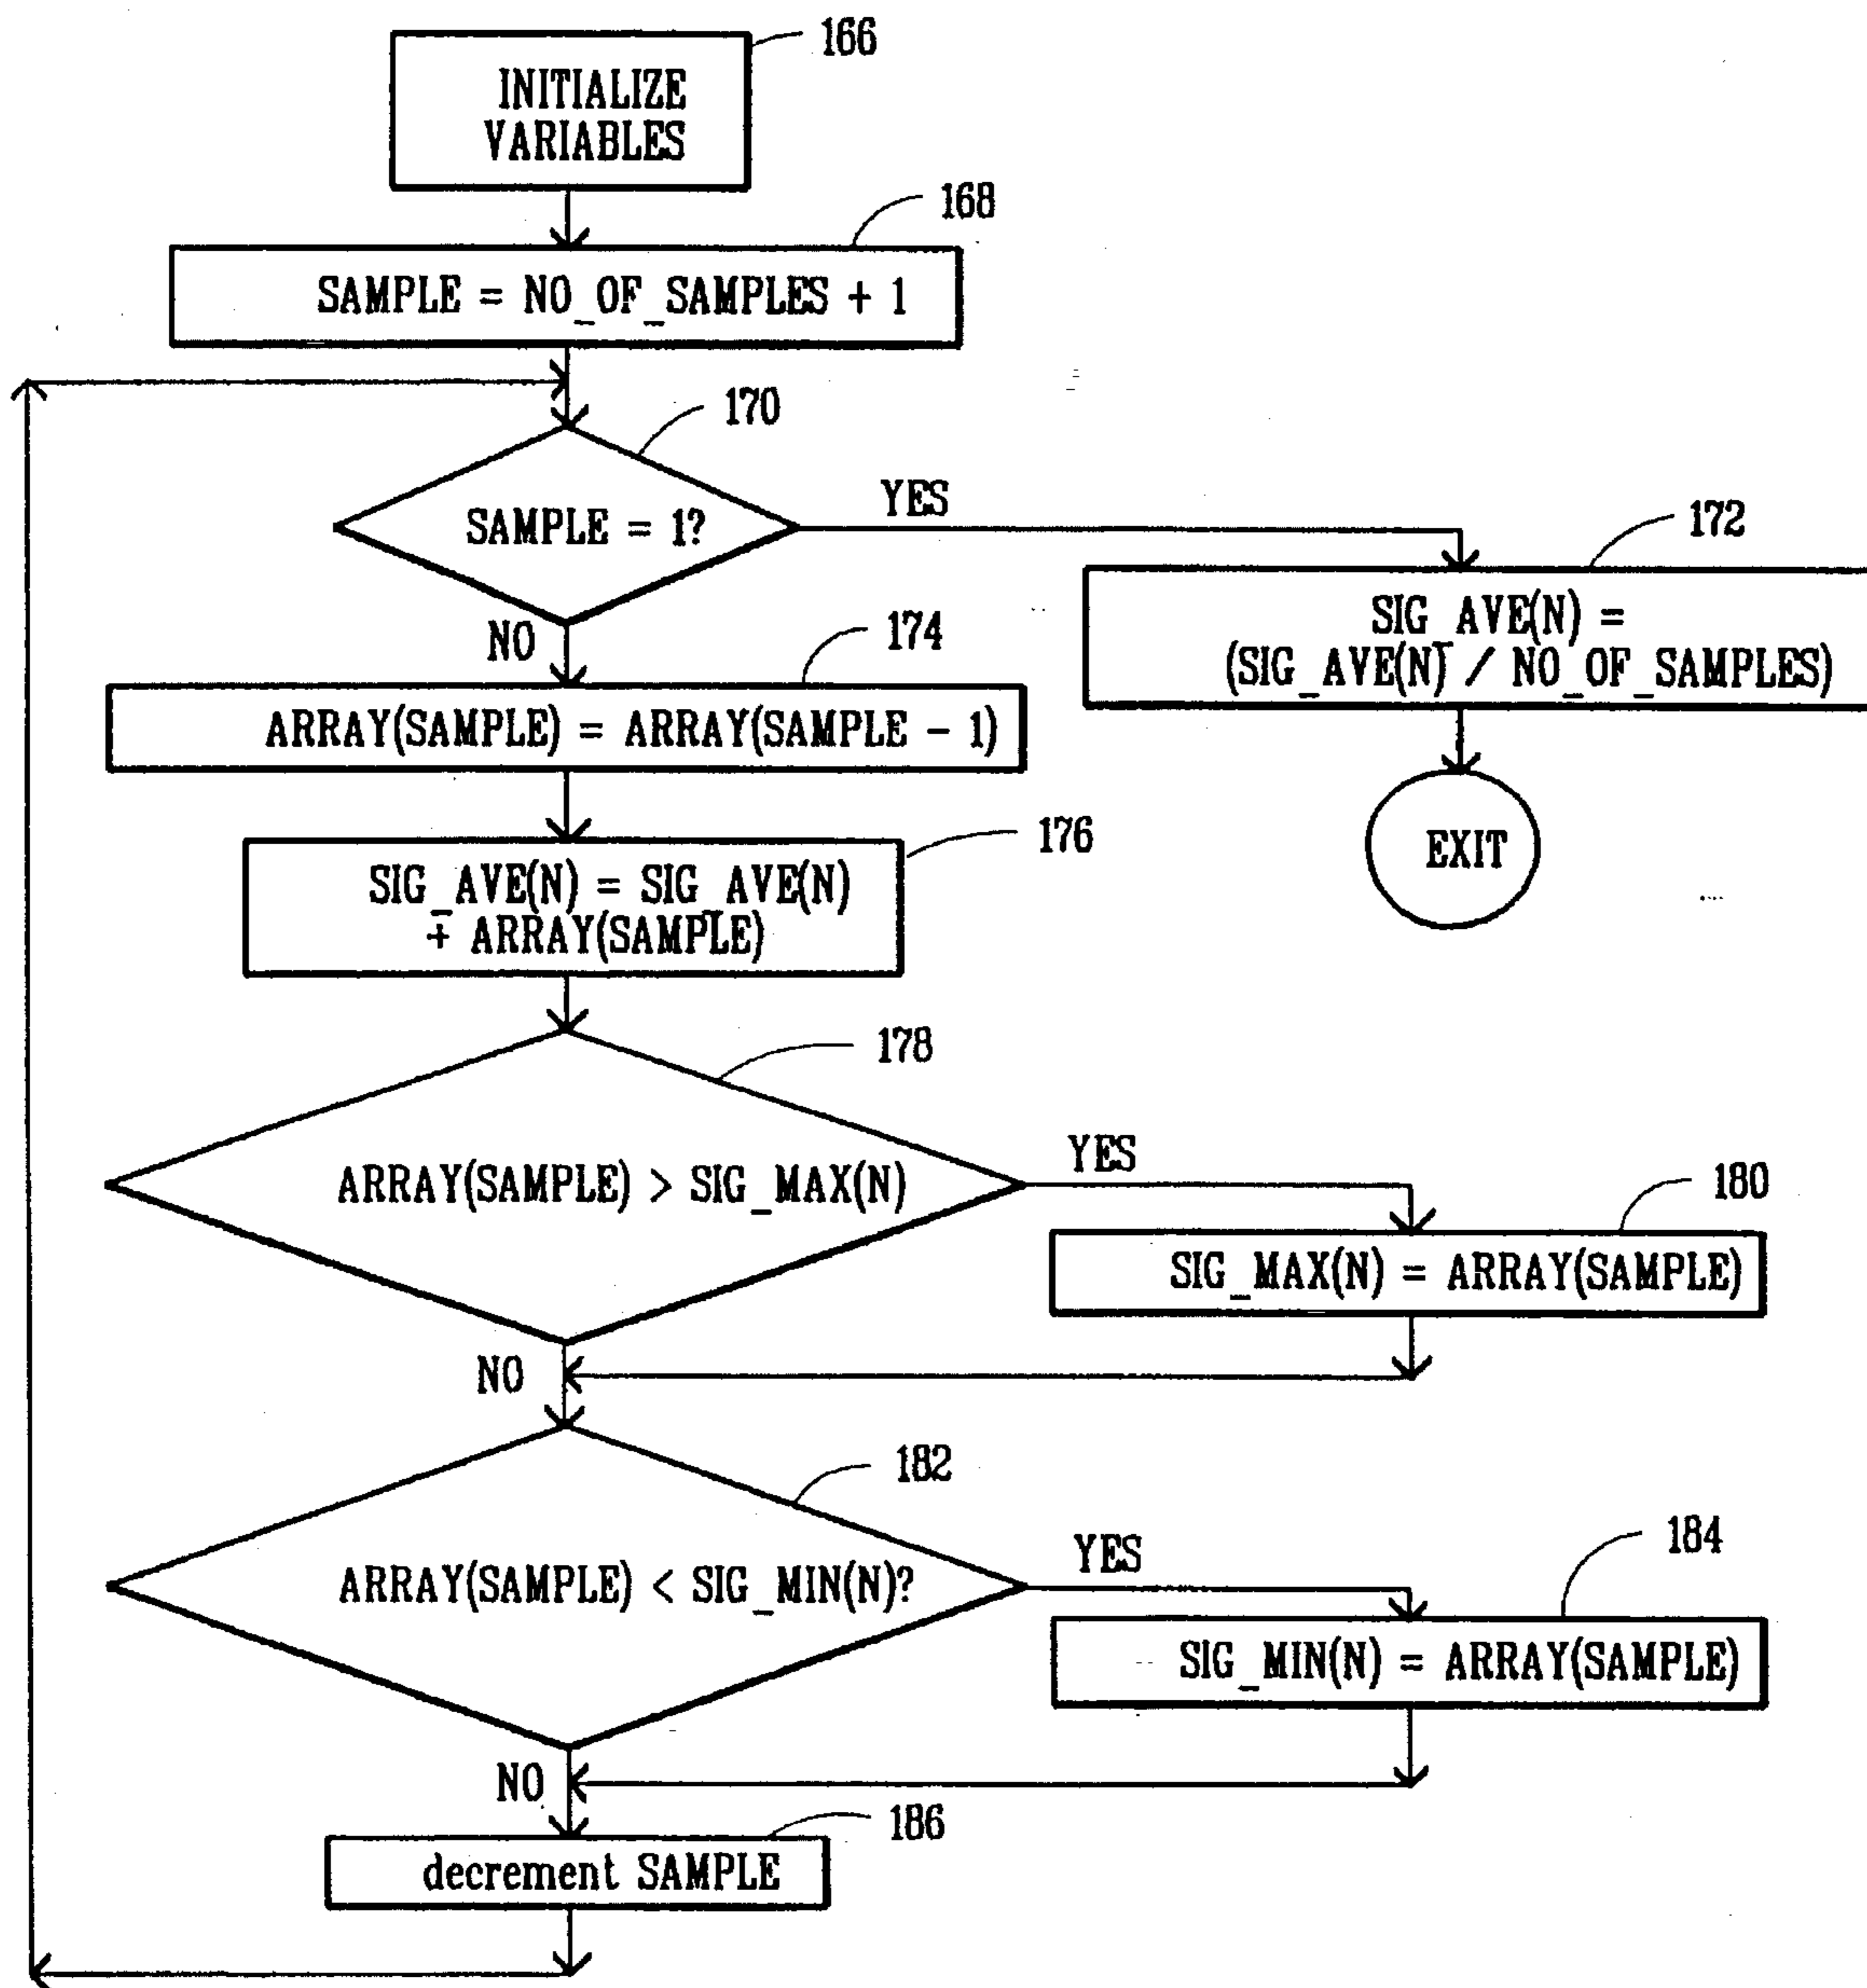 166
INITIALIZE
VARIABLES
168
SAMPLE = NO_OF_SAMPLES + 1
170
SAMPLE = 1?
YES
NO
172
SIG_AVE(N) =
(SIG_AVE(N) / NO_OF_SAMPLES)
EXIT
174
ARRAY(SAMPLE) = ARRAY(SAMPLE - 1)
176
SIG_AVE(N) = SIG_AVE(N)
+ ARRAY(SAMPLE)
178
ARRAY(SAMPLE) > SIG_MAX(N)
YES
180
SIG_MAX(N) = ARRAY(SAMPLE)
NO
182
ARRAY(SAMPLE) < SIG_MIN(N)?
YES
184
SIG_MIN(N) = ARRAY(SAMPLE)
NO
186
decrement SAMPLE